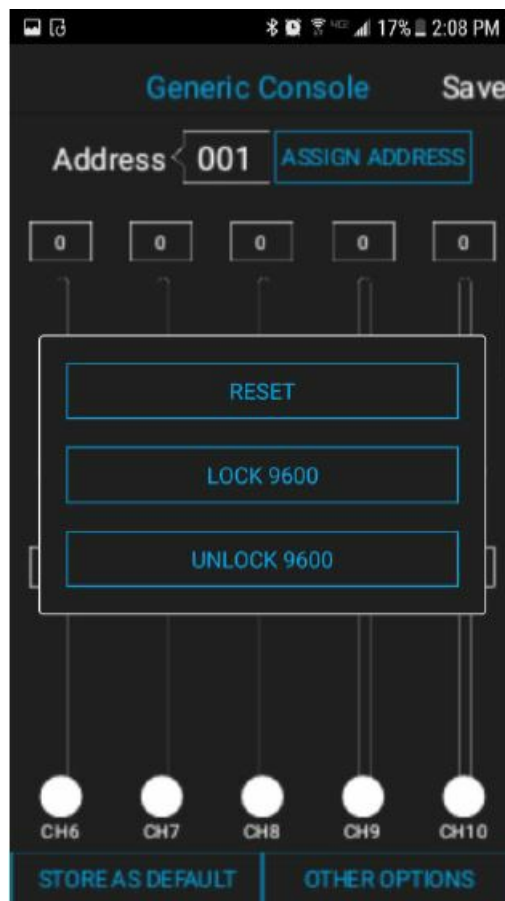 17% 2:08 PM
Generic Console Save
Address 001 ASSIGN ADDRESS
0 0 0 0 0
RESET
LOCK 9600
UNLOCK 9600
CH6 CH7 CH8 CH9 CH10
STORE AS DEFAULT OTHER OPTIONS